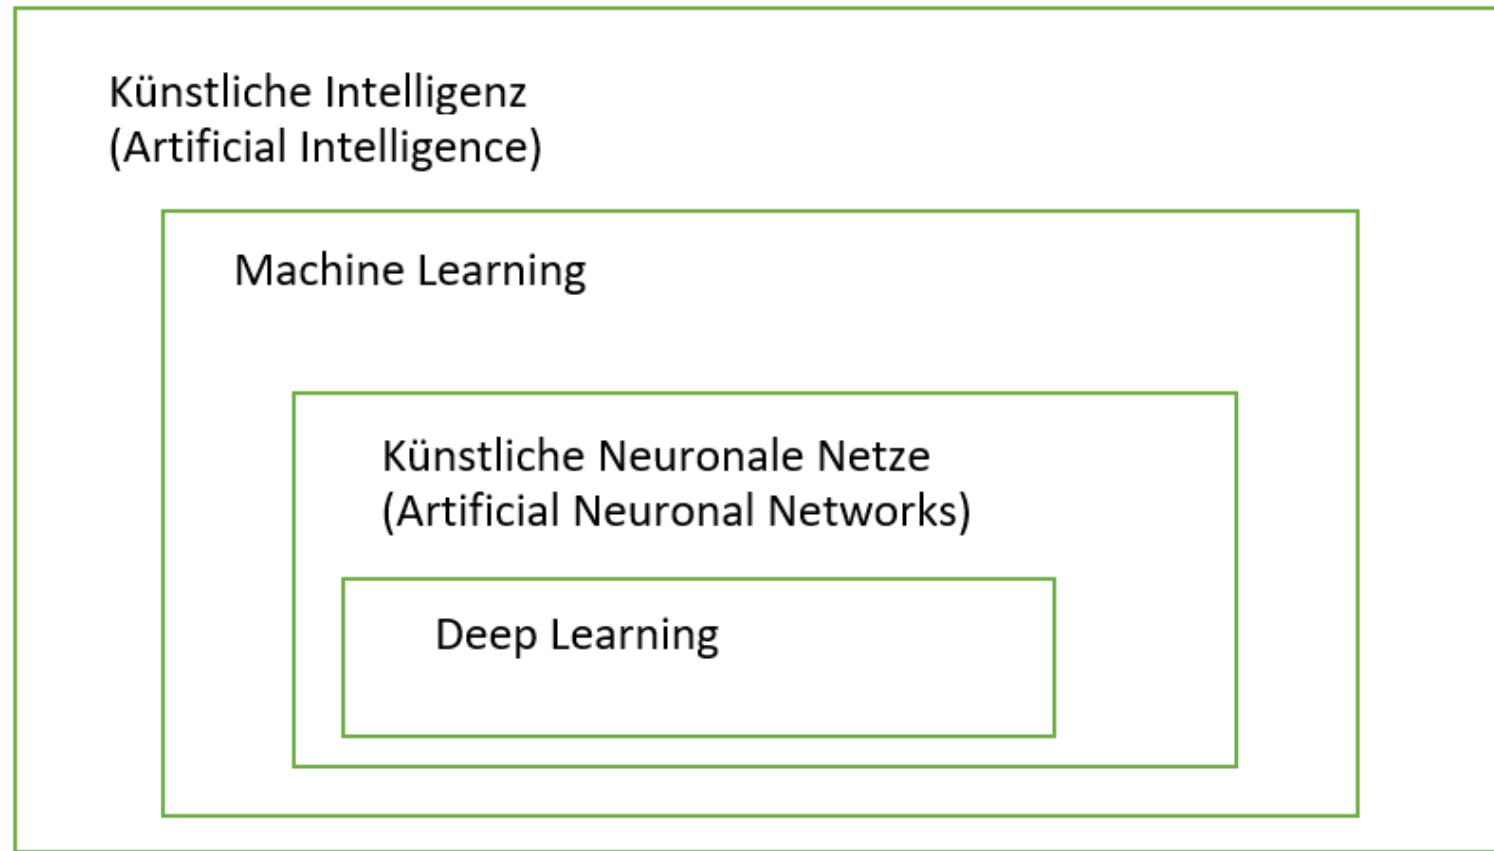 Künstliche Intelligenz
(Artificial Intelligence)
Machine Learning
Künstliche Neuronale Netze
(Artificial Neuronal Networks)
Deep Learning